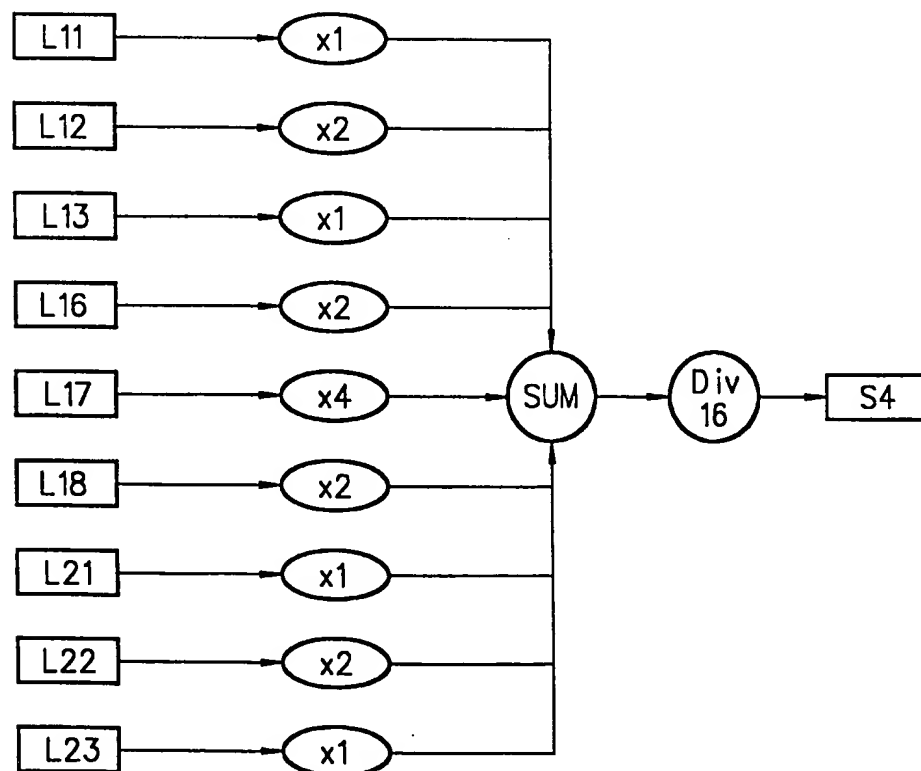 L11 x1
L12 x2
L13 x1
L16 x2
L17 x4 SUM Div 16 S4
L18 x2
L21 x1
L22 x2
L23 x1